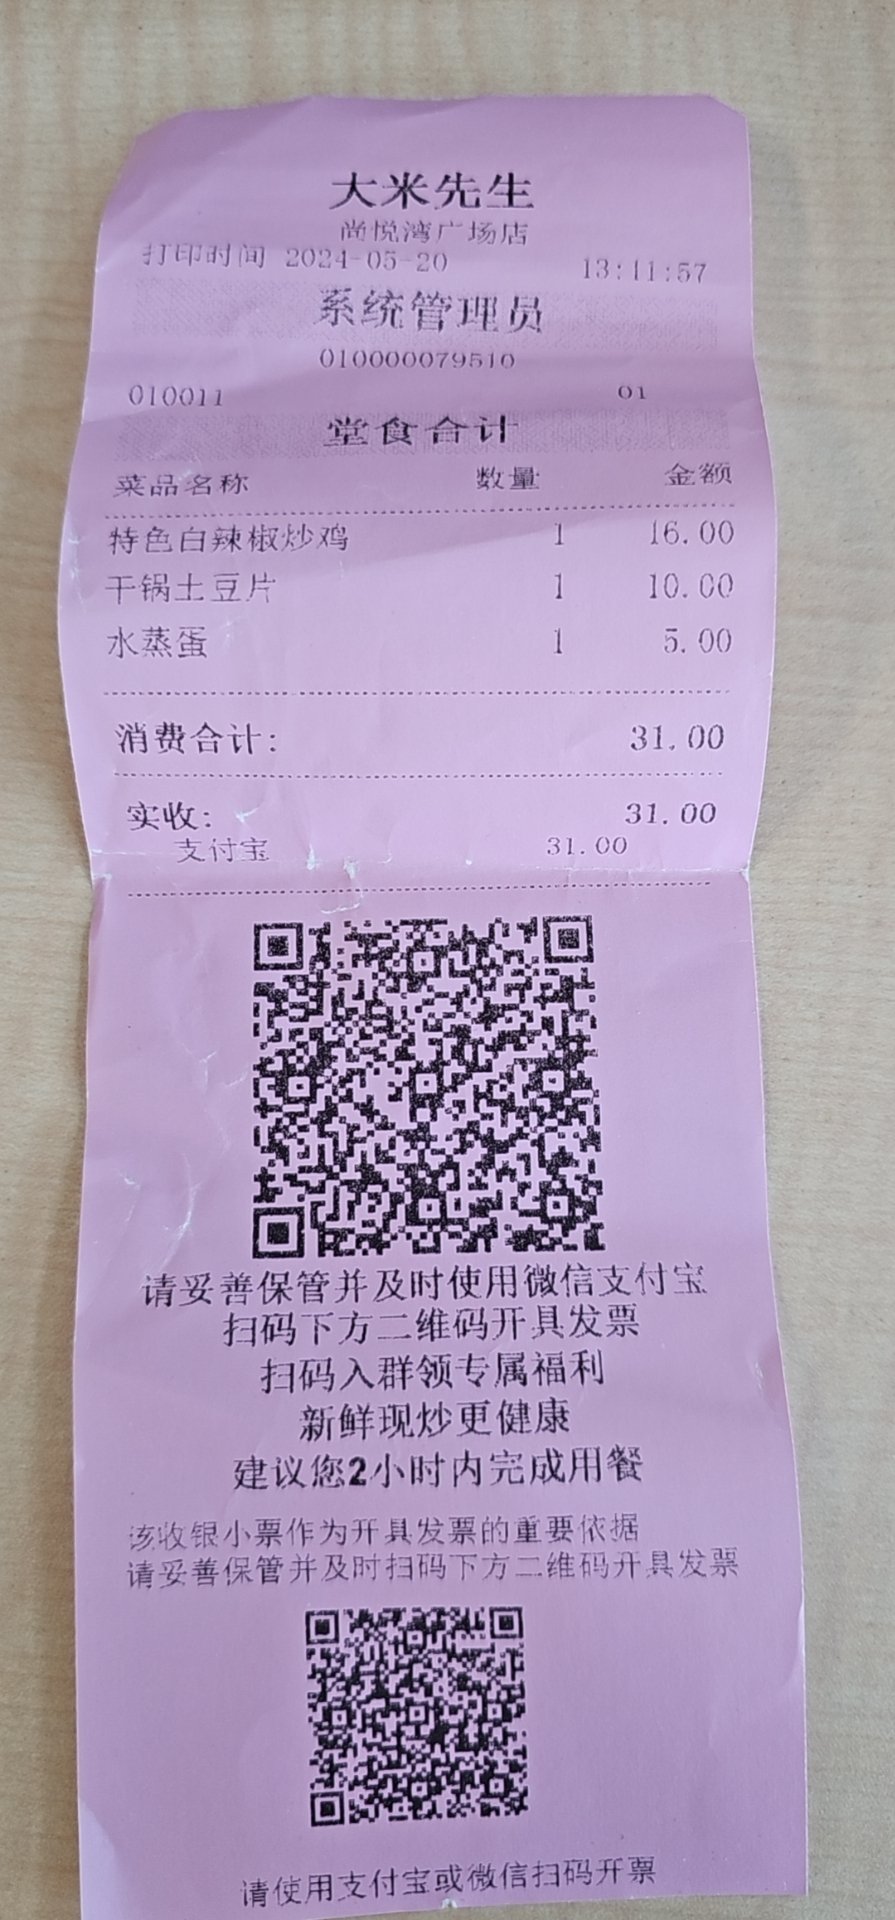 大米先生
尚悦湾广场店
打印时间 2024-05-20 13:11:57
系统管理员
010000079510
010011 01
堂食合计
菜品名称 数量 金额
特色白辣椒炒鸡 1 16.00
干锅土豆片 1 10.00
水蒸蛋 1 5.00
消费合计: 31.00
实收: 31.00
支付宝 31.00
请妥善保管并及时使用微信支付宝
扫码下方二维码开具发票
扫码入群领专属福利
新鲜现炒更健康
建议您2小时内完成用餐
该收银小票作为开具发票的重要依据
请妥善保管并及时扫码下方二维码开具发票
请使用支付宝或微信扫码开票